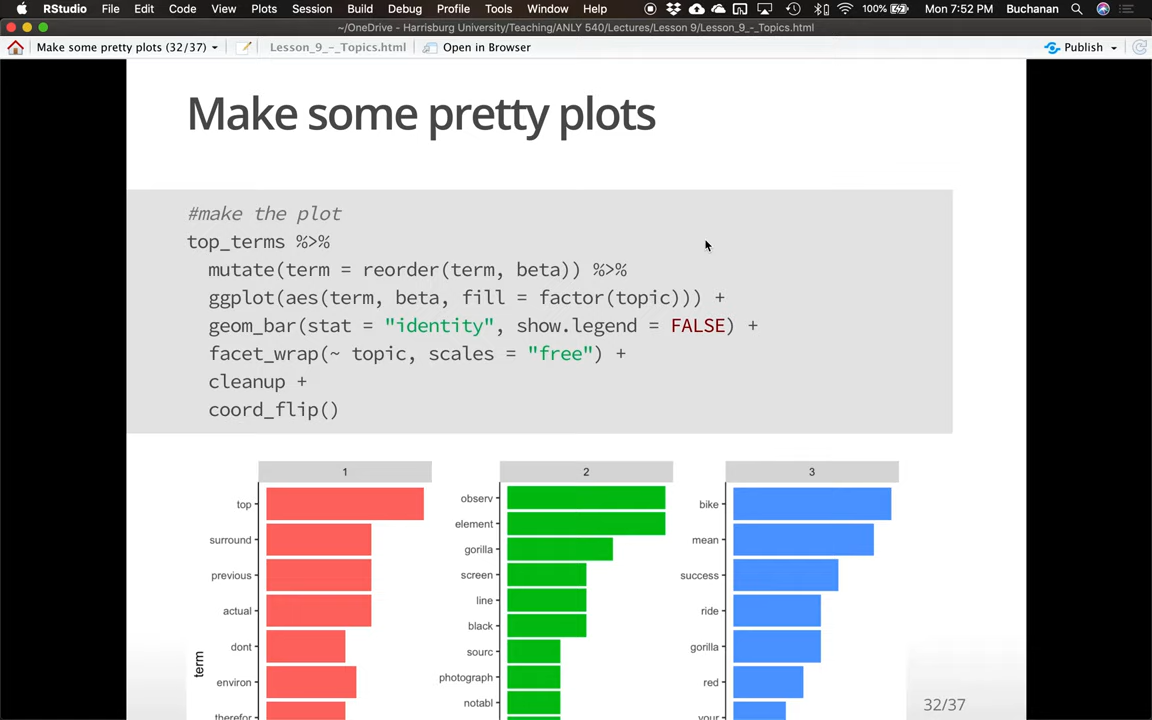 RStudio File Edit Code View Plots Session Build Debug Profile Tools Window Help 100% Mon 7:52 PM Buchanan
~/OneDrive - Harrisburg University/Teaching/ANLY 540/Lectures/Lesson 9/Lesson_9_-_Topics.html
Make some pretty plots (32/37) Lesson_9_-_Topics.html Open in Browser Publish
Make some pretty plots
#make the plot
top_terms %>%
mutate(term = reorder(term, beta)) %>%
ggplot(aes(term, beta, fill = factor(topic))) +
geom_bar(stat = "identity", show.legend = FALSE) +
facet_wrap(~ topic, scales = "free") +
cleanup +
coord_flip()
1
top
surround
previous
actual
dont
environ
therefor
term
2
observ
element
gorilla
screen
line
black
sourc
photograph
notabl
3
bike
mean
success
ride
gorilla
red
your
32/37